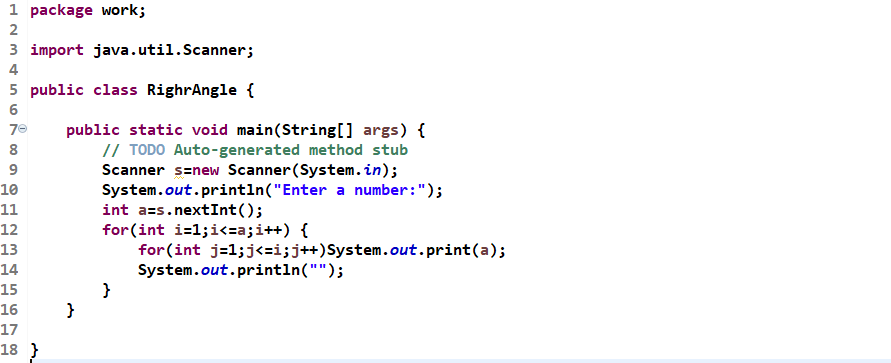 1 package work;
2
3 import java.util.Scanner;
4
5 public class RighrAngle {
6
7 public static void main(String[] args) {
8 // TODO Auto-generated method stub
9 Scanner s=new Scanner(System.in);
10 System.out.println("Enter a number:");
11 int a=s.nextInt();
12 for(int i=1;i<=a;i++) {
13 for(int j=1;j<=i;j++)System.out.print(a);
14 System.out.println("");
15 }
16 }
17
18 }